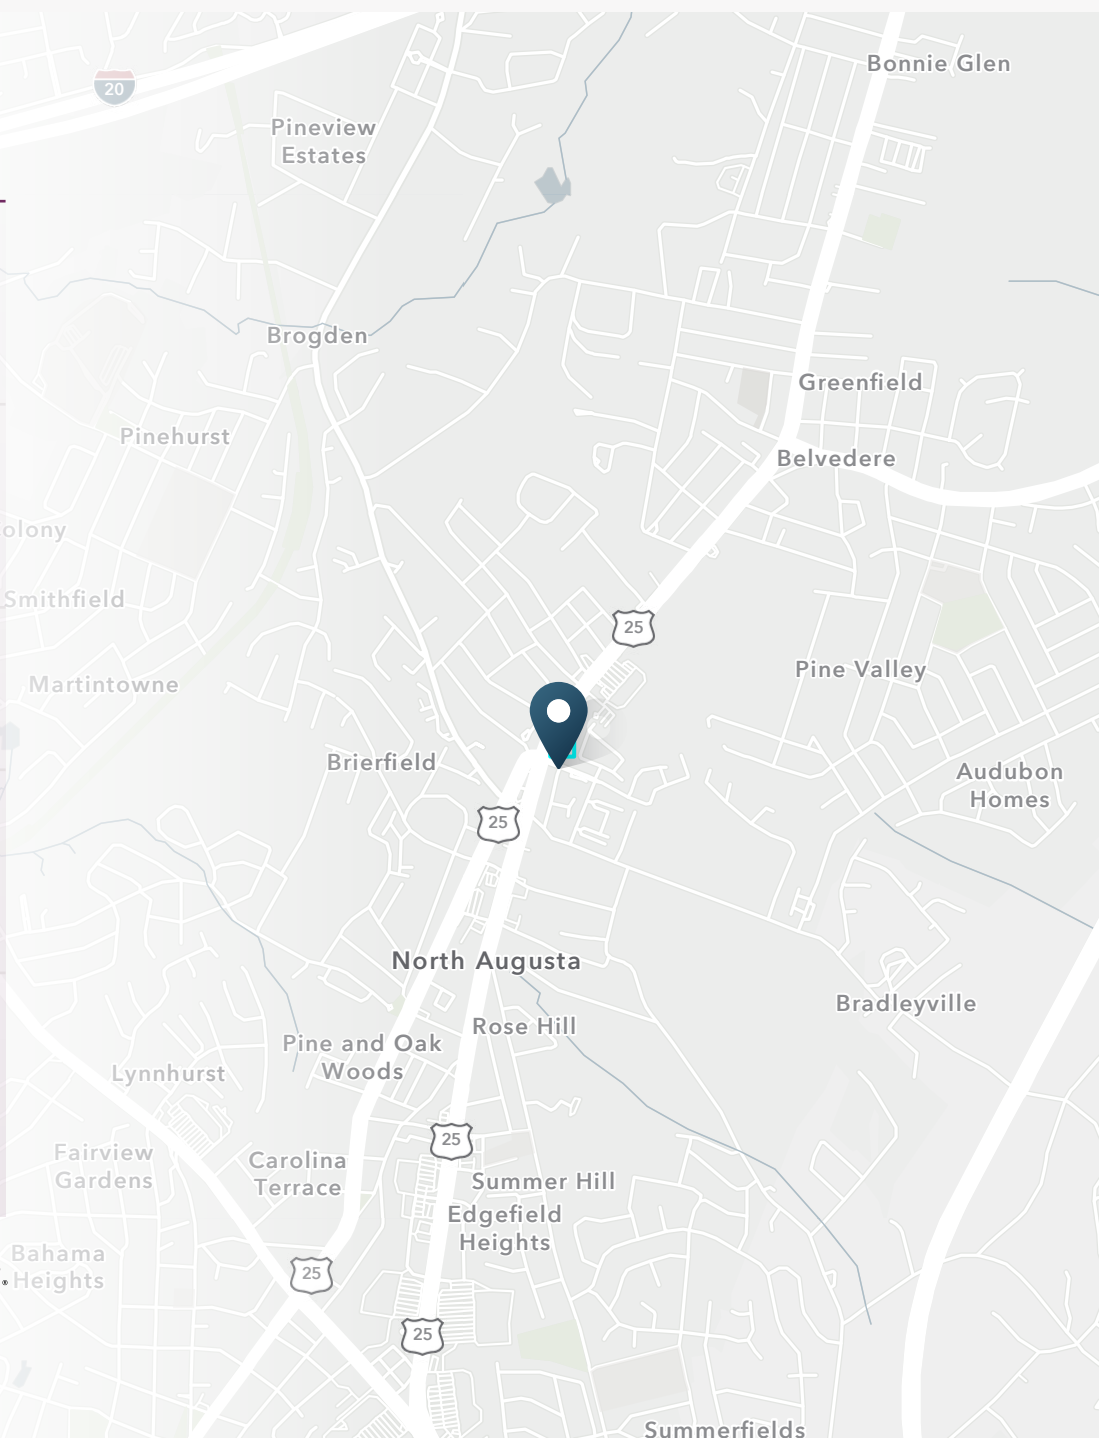 Bonnie Glen
20
Pineview
Estates
Brogden
Greenfield
Pinehurst
Belvedere
olony
Smithfield
25
Pine Valley
Martintowne
Brierfield
Audubon
Homes
25
North Augusta
Bradleyville
Rose Hill
Pine and Oak
Woods
Lynnhurst
25
Fairview
Gardens
Carolina
Terrace
Summer Hill
Edgefield
Heights
Bahama
Heights
®
25
25
Summerfields